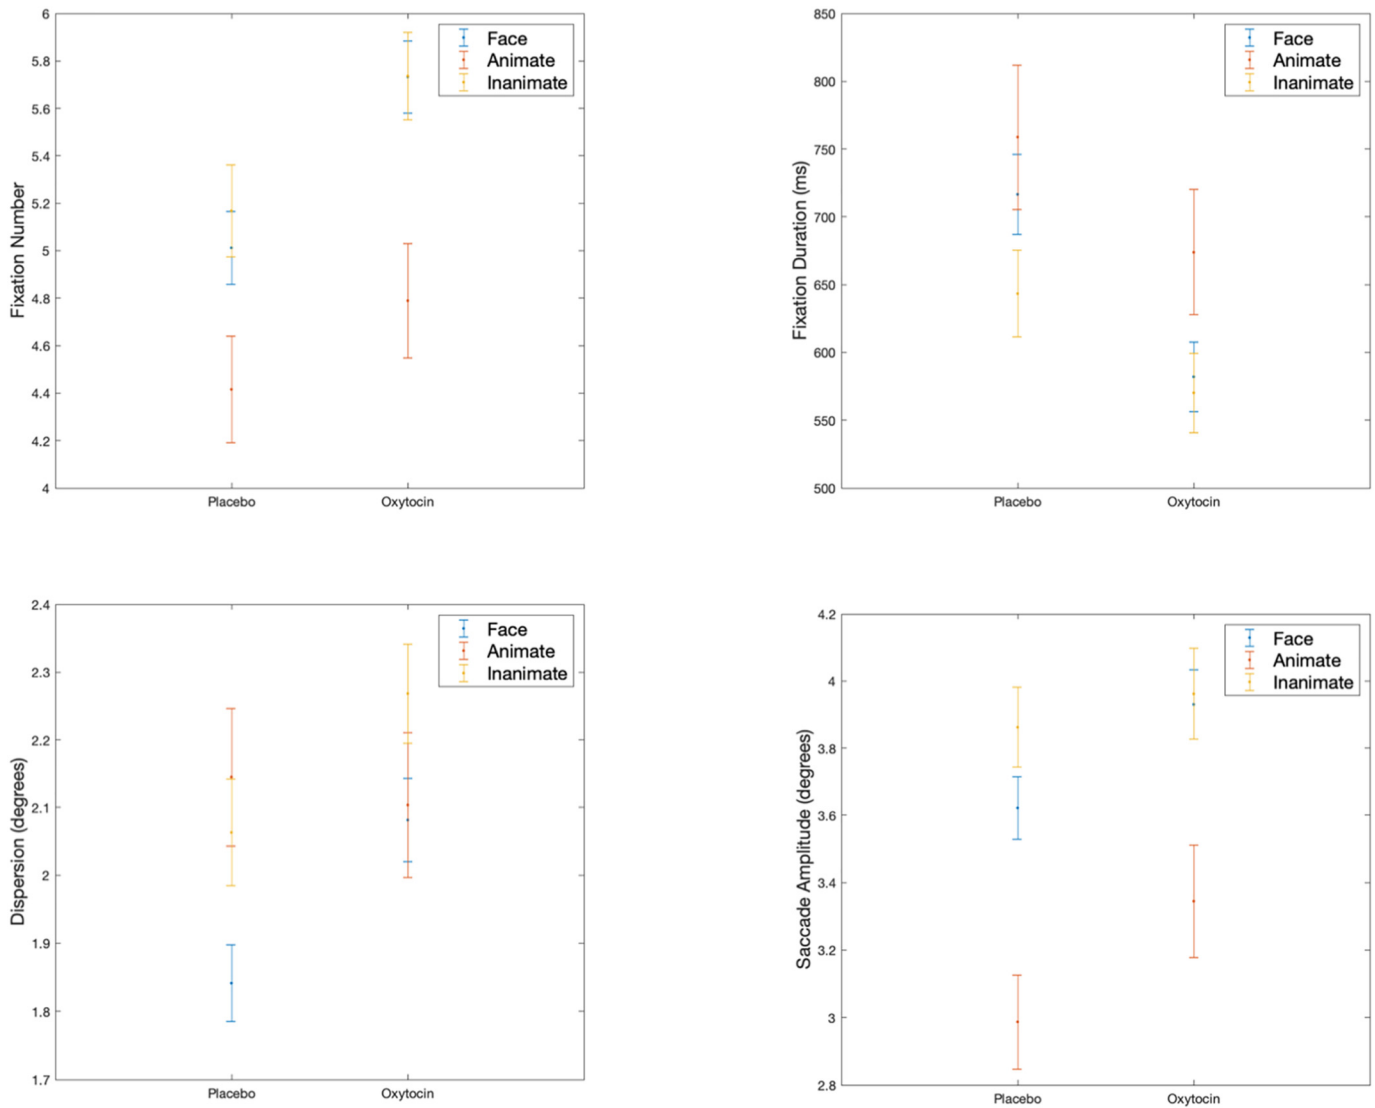 Fixation Number
6
5.8
5.6
5.4
5.2
5
4.8
4.6
4.4
4.2
4
Placebo
Oxytocin
Face
Animate
Inanimate
Fixation Duration (ms)
850
800
750
700
650
600
550
500
Placebo
Oxytocin
Face
Animate
Inanimate
Dispersion (degrees)
2.4
2.3
2.2
2.1
2
1.9
1.8
1.7
Placebo
Oxytocin
Face
Animate
Inanimate
Saccade Amplitude (degrees)
4.2
4
3.8
3.6
3.4
3.2
3
2.8
Placebo
Oxytocin
Face
Animate
Inanimate